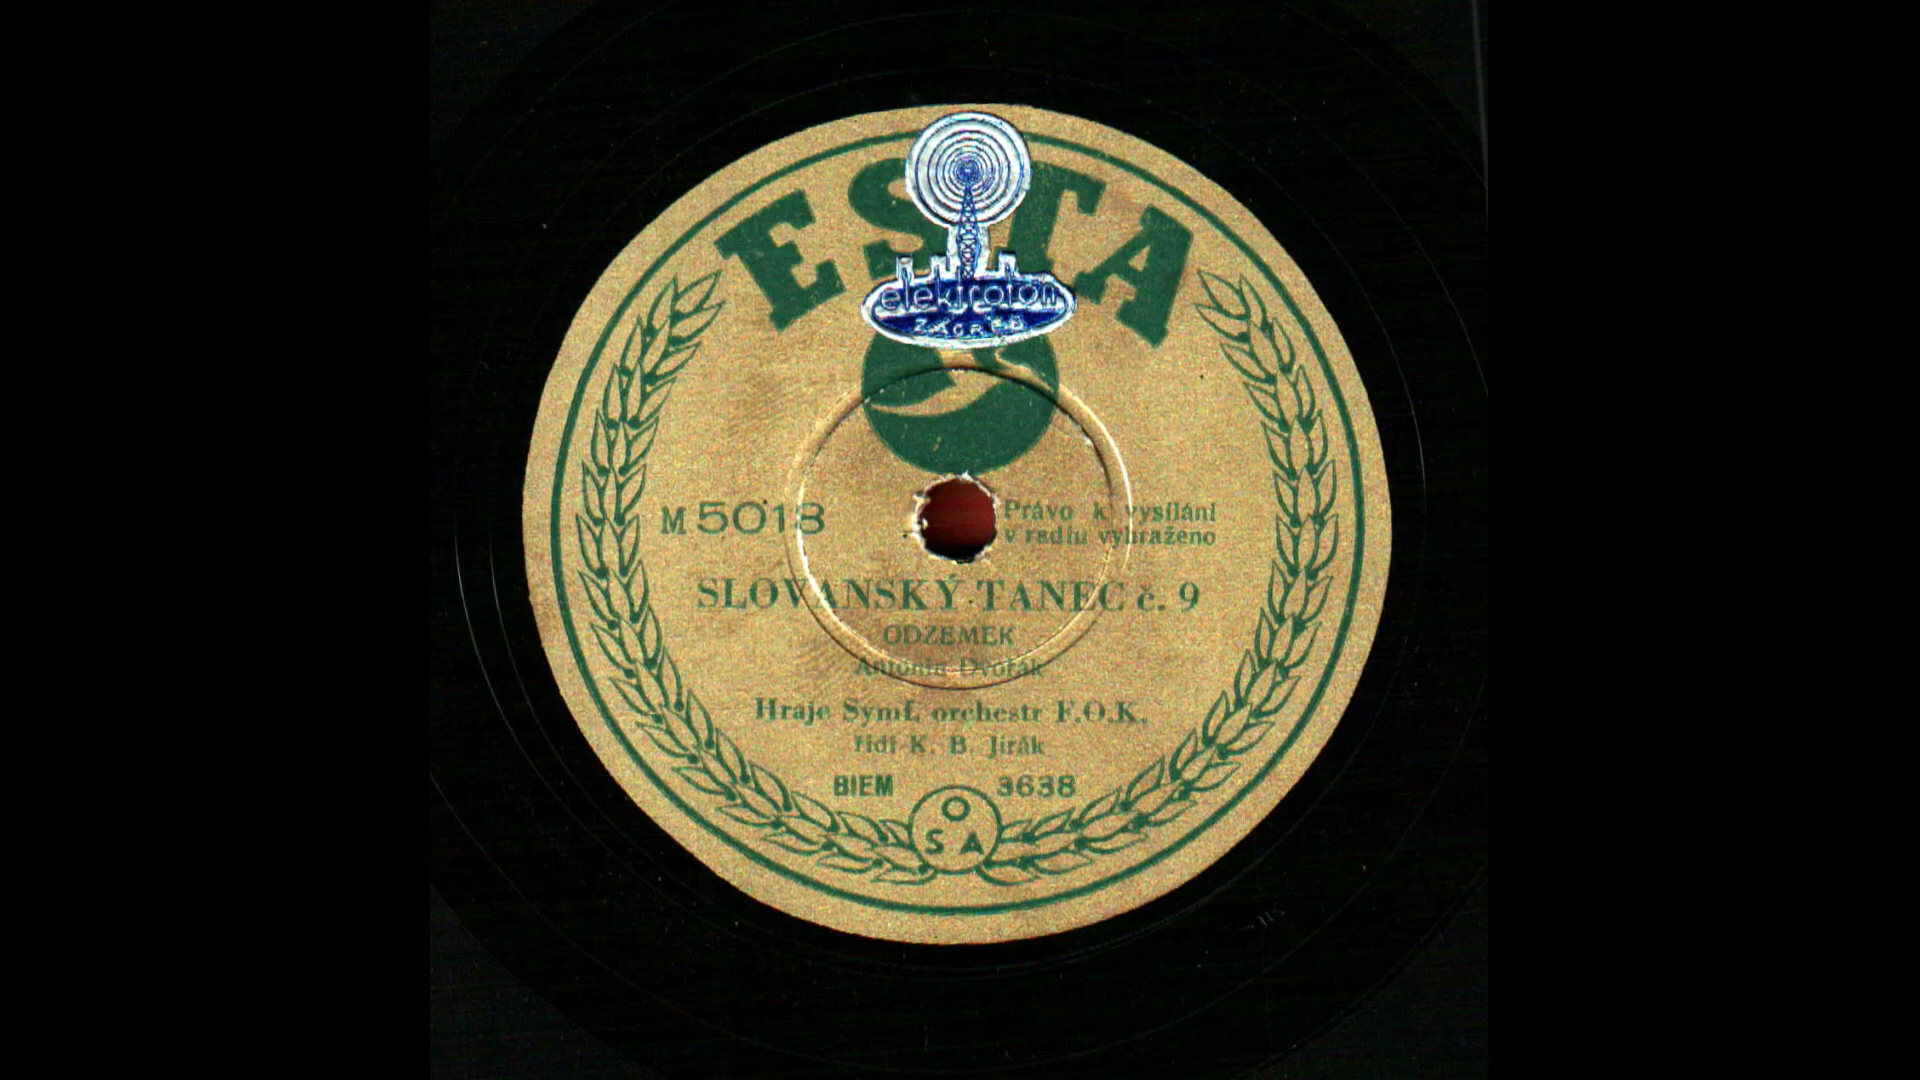 ESTA
elektroton
ZAGREB
M 5018
Právo k vysílání
v radiu vyhraženo
SLOVANSKÝ TANEC č. 9
ODZEMEK
Antonín Dvořák
Hraje Symf. orchestr F.O.K.
řídí K. B. Jirák
BIEM 3638
O
S A